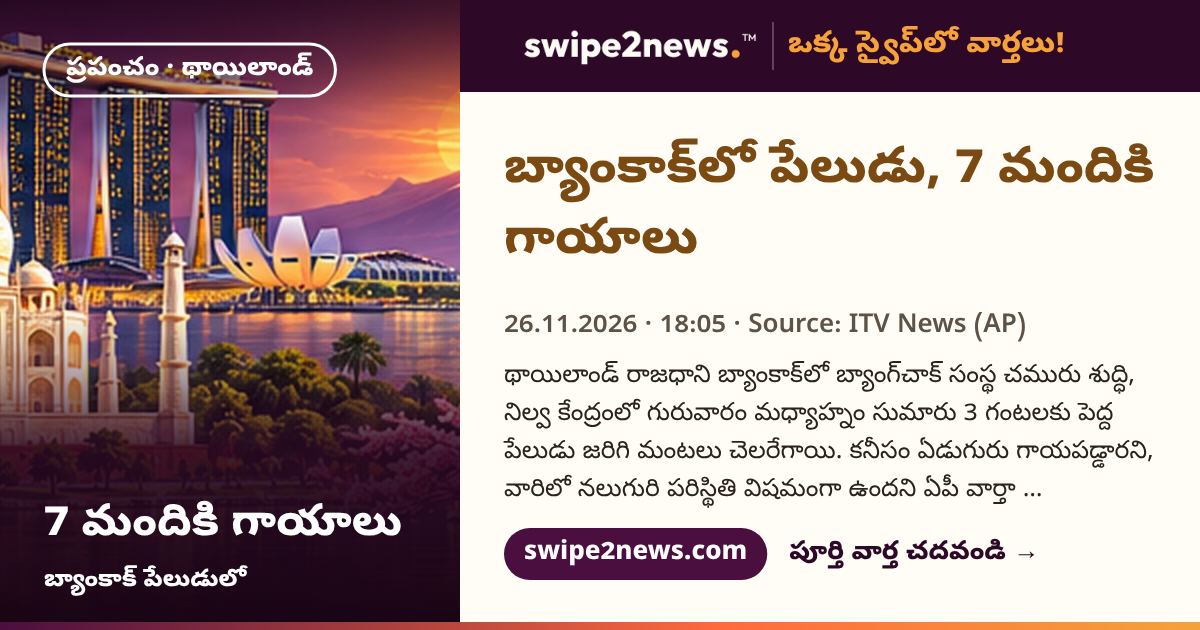 ప్రపంచం · థాయిలాండ్
7 మందికి గాయాలు
బ్యాంకాక్ పేలుడులో
swipe2news.™ ఒక్క స్వైప్‌లో వార్తలు!
బ్యాంకాక్‌లో పేలుడు, 7 మందికి
గాయాలు
26.11.2026 · 18:05 · Source: ITV News (AP)
థాయిలాండ్ రాజధాని బ్యాంకాక్‌లో బ్యాంగ్‌చాక్ సంస్థ చమురు శుద్ధి,
నిల్వ కేంద్రంలో గురువారం మధ్యాహ్నం సుమారు 3 గంటలకు పెద్ద
పేలుడు జరిగి మంటలు చెలరేగాయి. కనీసం ఏడుగురు గాయపడ్డారని,
వారిలో నలుగురి పరిస్థితి విషమంగా ఉందని ఏపీ వార్తా ...
swipe2news.com పూర్తి వార్త చదవండి →